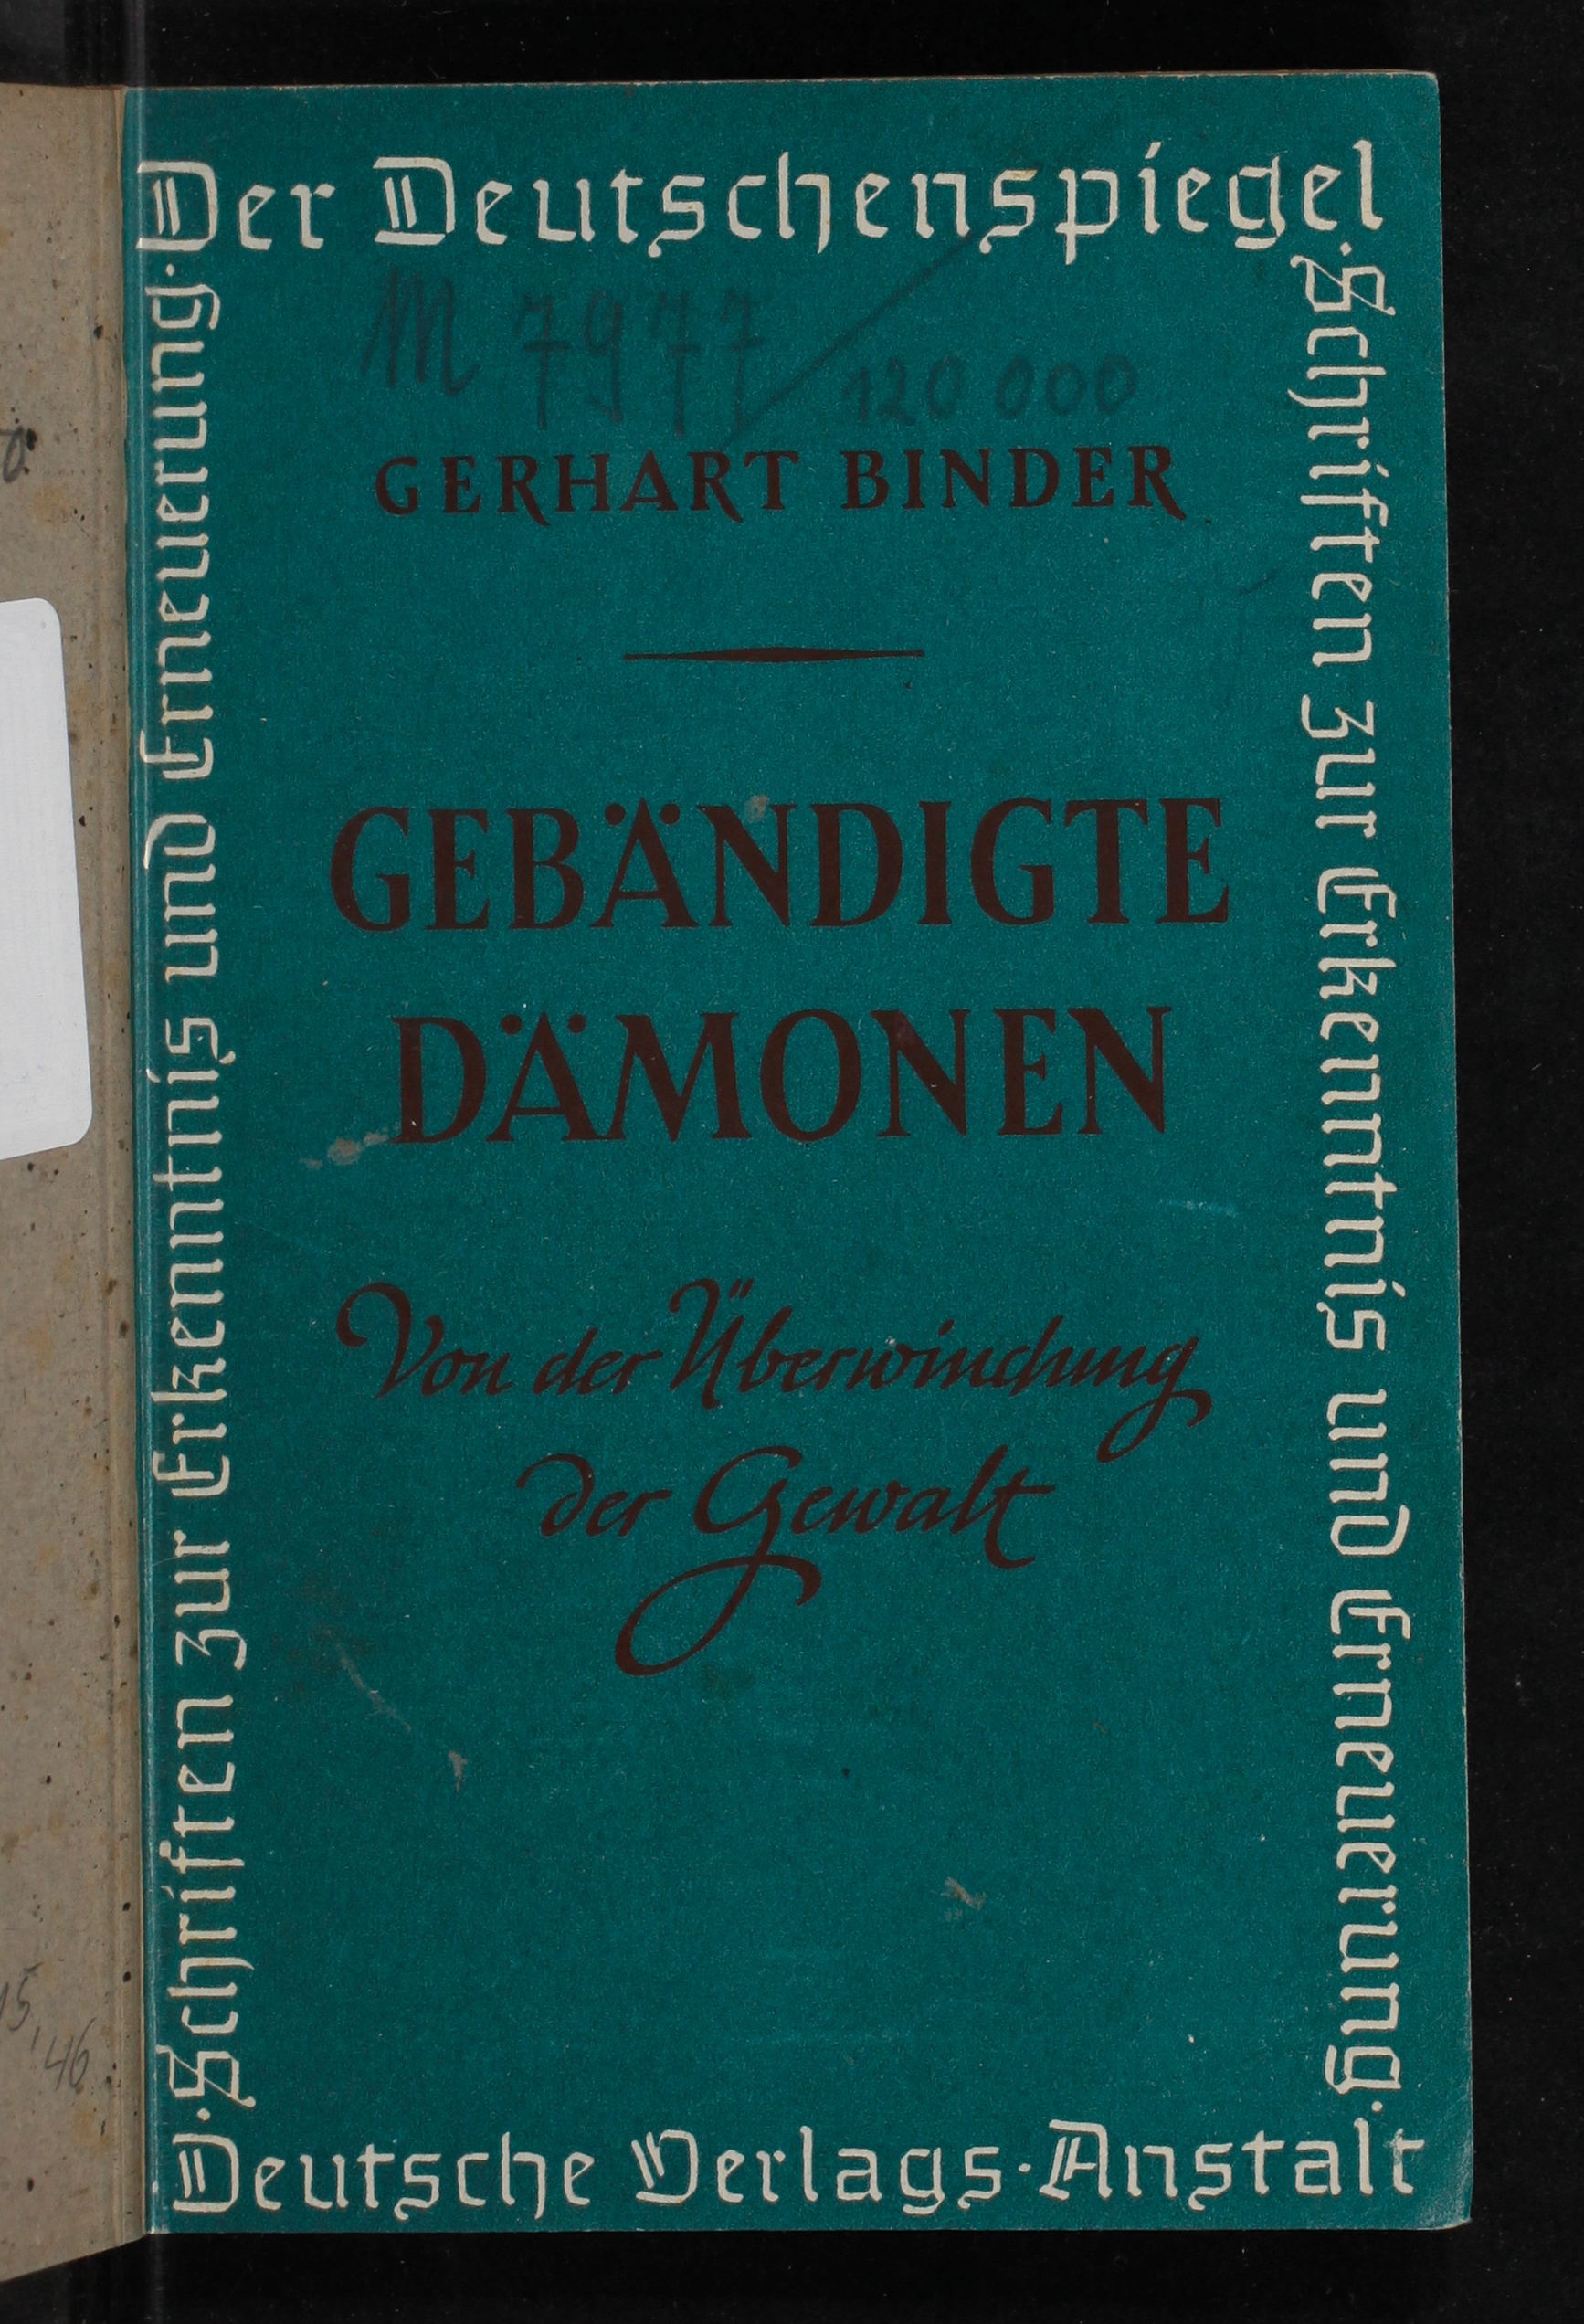 Der Deutschenspiegel
·Schriften zur Erkenntnis und Erneuerung·
M 7977/120 000
GERHART BINDER
GEBÄNDIGTE
DÄMONEN
Von der Überwindung
der Gewalt
·Schriften zur Erkenntnis und Erneuerung·
Deutsche Verlags-Anstalt
46